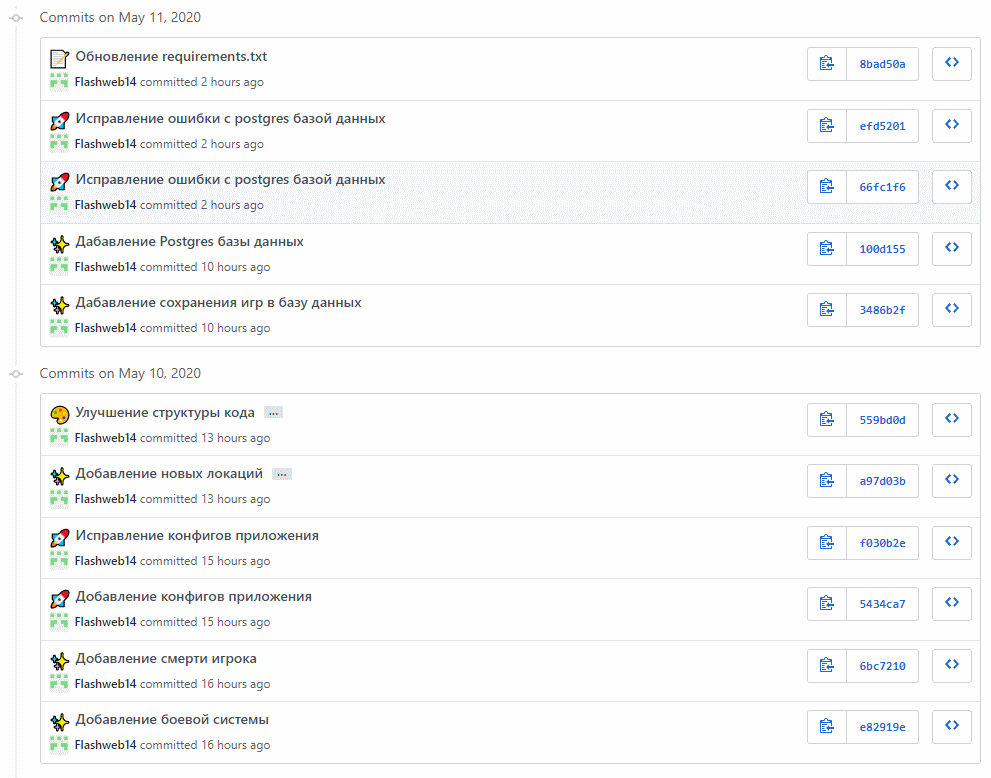 Commits on May 11, 2020
Обновление requirements.txt
8bad50a
Flashweb14 committed 2 hours ago
Исправление ошибки с postgres базой данных
efd5201
Flashweb14 committed 2 hours ago
Исправление ошибки с postgres базой данных
66fc1f6
Flashweb14 committed 2 hours ago
Дабавление Postgres базы данных
100d155
Flashweb14 committed 10 hours ago
Дабавление сохранения игр в базу данных
3486b2f
Flashweb14 committed 10 hours ago
Commits on May 10, 2020
Улучшение структуры кода ...
559bd0d
Flashweb14 committed 13 hours ago
Добавление новых локаций ...
a97d03b
Flashweb14 committed 13 hours ago
Исправление конфигов приложения
f030b2e
Flashweb14 committed 15 hours ago
Добавление конфигов приложения
5434ca7
Flashweb14 committed 15 hours ago
Добавление смерти игрока
6bc7210
Flashweb14 committed 16 hours ago
Добавление боевой системы
e82919e
Flashweb14 committed 16 hours ago